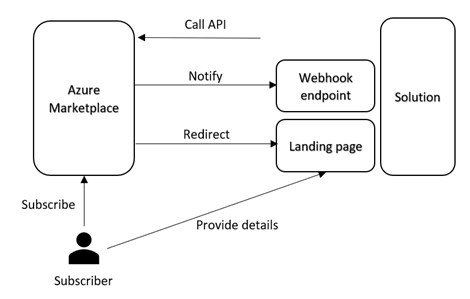 Call API
Azure
Marketplace
Notify
Webhook
endpoint
Solution
Redirect
Landing page
Subscribe
Provide details
Subscriber